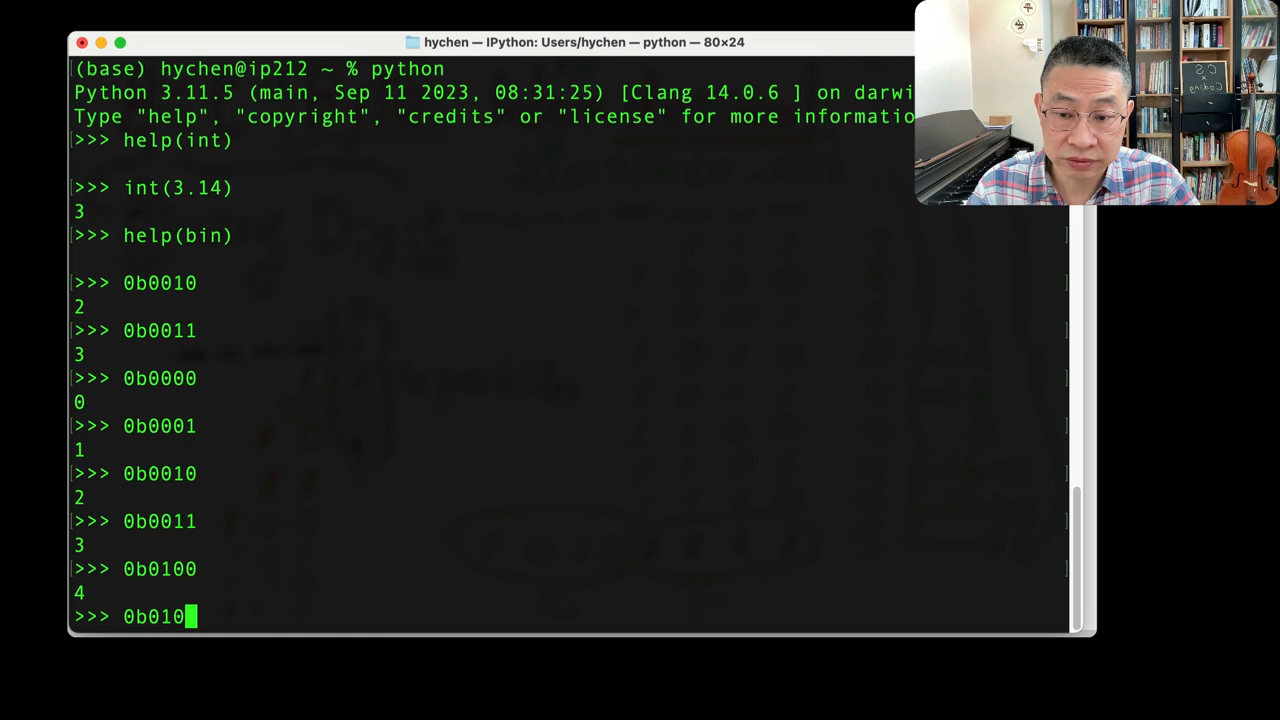 hychen — IPython: Users/hychen — python — 80×24
(base) hychen@ip212 ~ % python
Python 3.11.5 (main, Sep 11 2023, 08:31:25) [Clang 14.0.6 ] on darwi
Type "help", "copyright", "credits" or "license" for more informatio
>>> help(int)
>>> int(3.14)
3
>>> help(bin)
>>> 0b0010
2
>>> 0b0011
3
>>> 0b0000
0
>>> 0b0001
1
>>> 0b0010
2
>>> 0b0011
3
>>> 0b0100
4
>>> 0b010